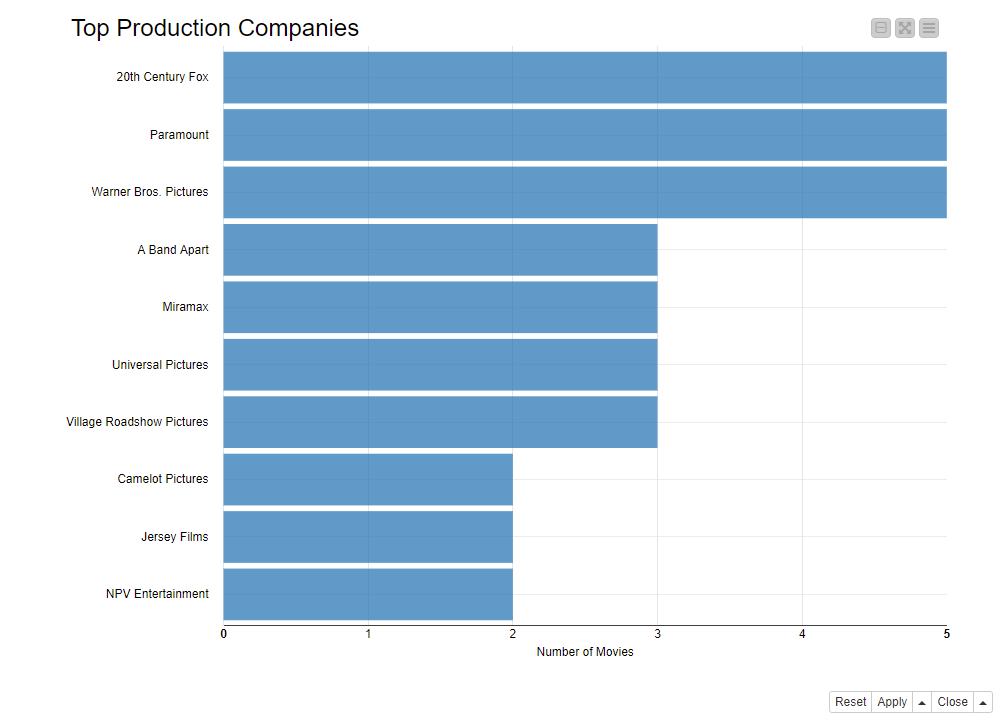 Top Production Companies
20th Century Fox
Paramount
Warner Bros. Pictures
A Band Apart
Miramax
Universal Pictures
Village Roadshow Pictures
Camelot Pictures
Jersey Films
NPV Entertainment
0 1 2 3 4 5
Number of Movies
Reset Apply Close